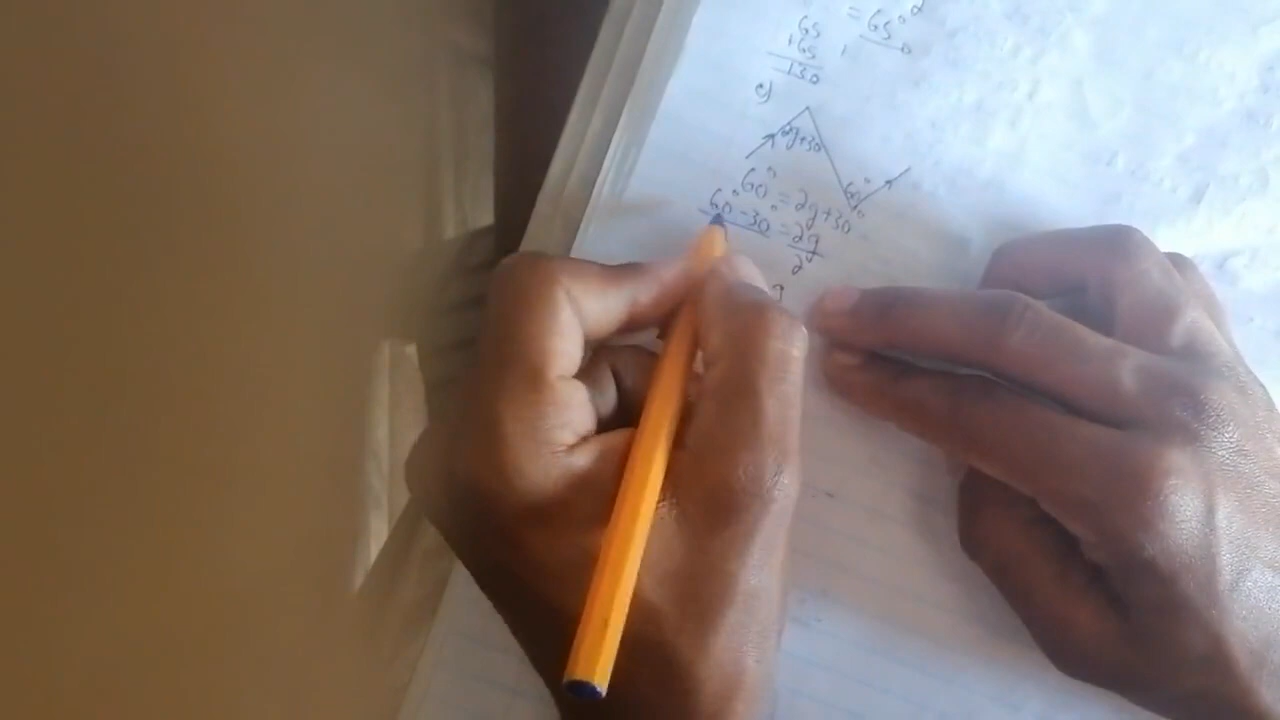 65
+65
130
= 65°
e)
2g+30
60°
60° = 2g+30°
60° -30° = 2g
2